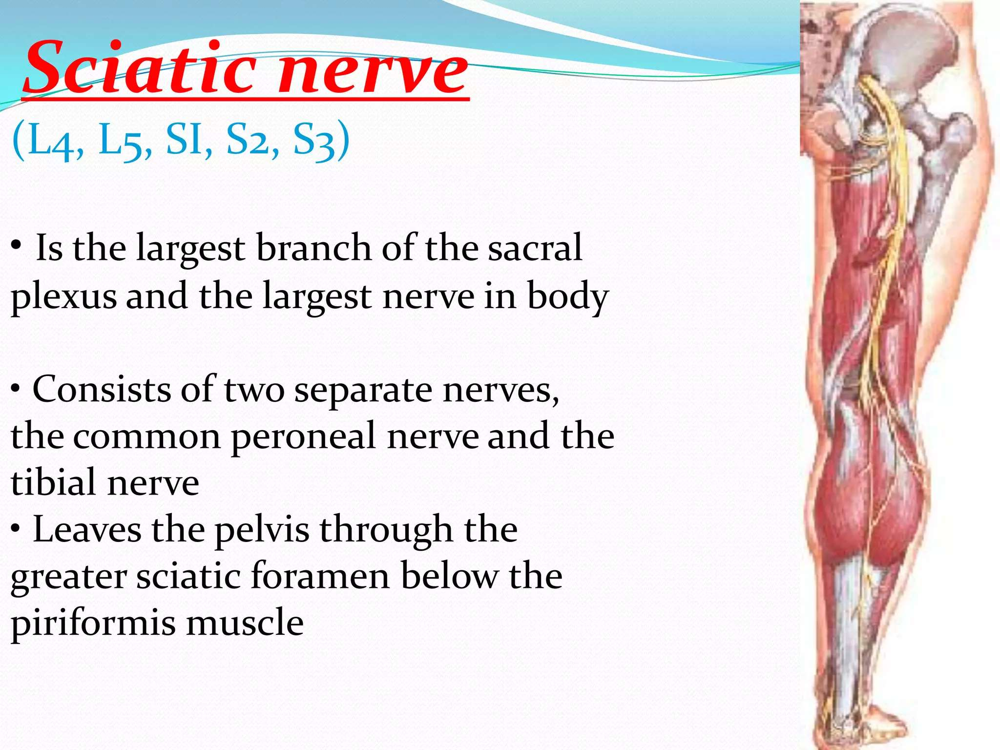 Sciatic nerve
(L4, L5, SI, S2, S3)
• Is the largest branch of the sacral
plexus and the largest nerve in body
• Consists of two separate nerves,
the common peroneal nerve and the
tibial nerve
• Leaves the pelvis through the
greater sciatic foramen below the
piriformis muscle